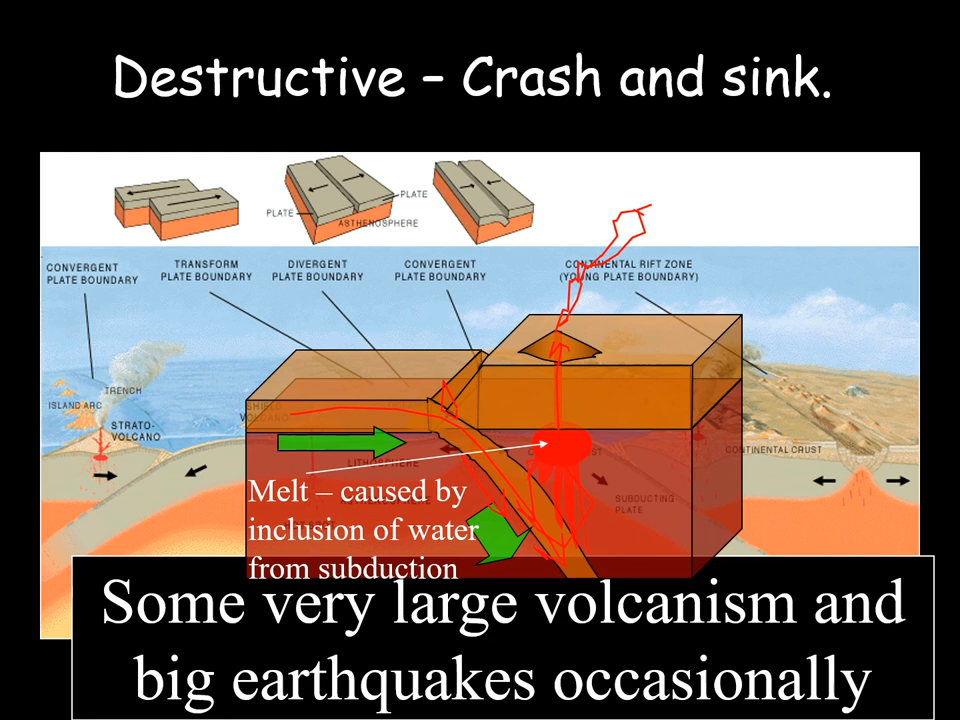 Destructive – Crash and sink.
PLATE
PLATE
ASTHENOSPHERE
CONVERGENT
PLATE BOUNDARY
TRANSFORM
PLATE BOUNDARY
DIVERGENT
PLATE BOUNDARY
CONVERGENT
PLATE BOUNDARY
CONTINENTAL RIFT ZONE
(YOUNG PLATE BOUNDARY)
TRENCH
ISLAND ARC
STRATO-
VOLCANO
SHIELD
VOLCANO
LITHOSPHERE
CONTINENTAL CRUST
SUBDUCTING
PLATE
Melt – caused by
inclusion of water
from subduction
Some very large volcanism and
big earthquakes occasionally